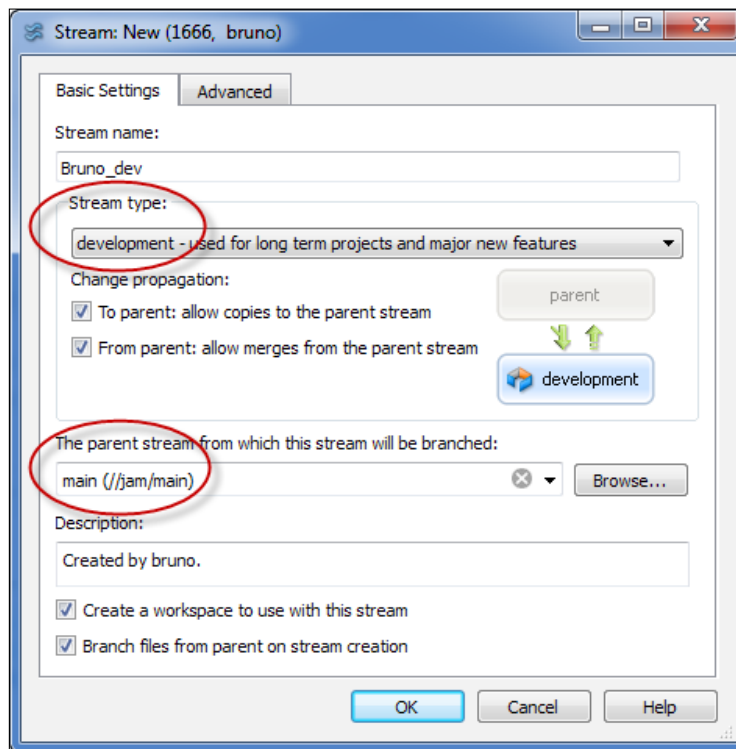 Stream: New (1666, bruno)
Basic Settings Advanced
Stream name:
Bruno_dev
Stream type:
development - used for long term projects and major new features
Change propagation:
To parent: allow copies to the parent stream
From parent: allow merges from the parent stream
parent
development
The parent stream from which this stream will be branched:
main (//jam/main)
Browse...
Description:
Created by bruno.
Create a workspace to use with this stream
Branch files from parent on stream creation
OK Cancel Help